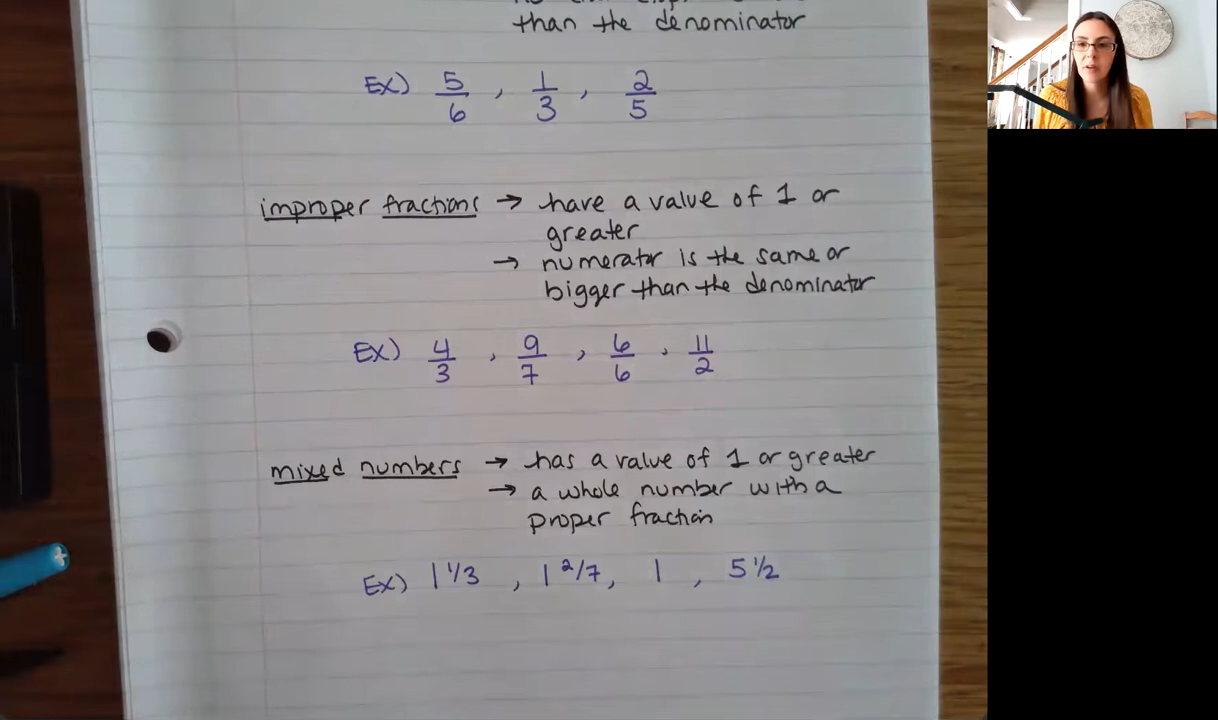 than the denominator
Ex) 5/6 , 1/3 , 2/5
improper fractions → have a value of 1 or
greater
→ numerator is the same or
bigger than the denominator
Ex) 4/3 , 9/7 , 6/6 , 11/2
mixed numbers → has a value of 1 or greater
→ a whole number with a
proper fraction
Ex) 1 1/3 , 1 2/7, 1 , 5 1/2